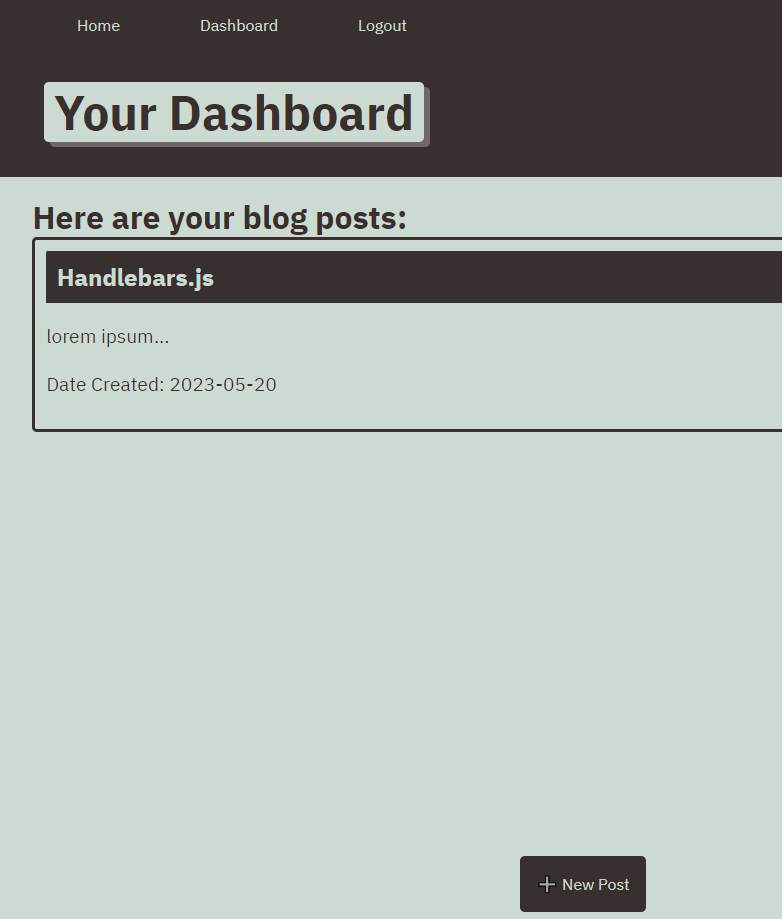 Home Dashboard Logout
Your Dashboard
Here are your blog posts:
Handlebars.js
lorem ipsum...
Date Created: 2023-05-20
New Post